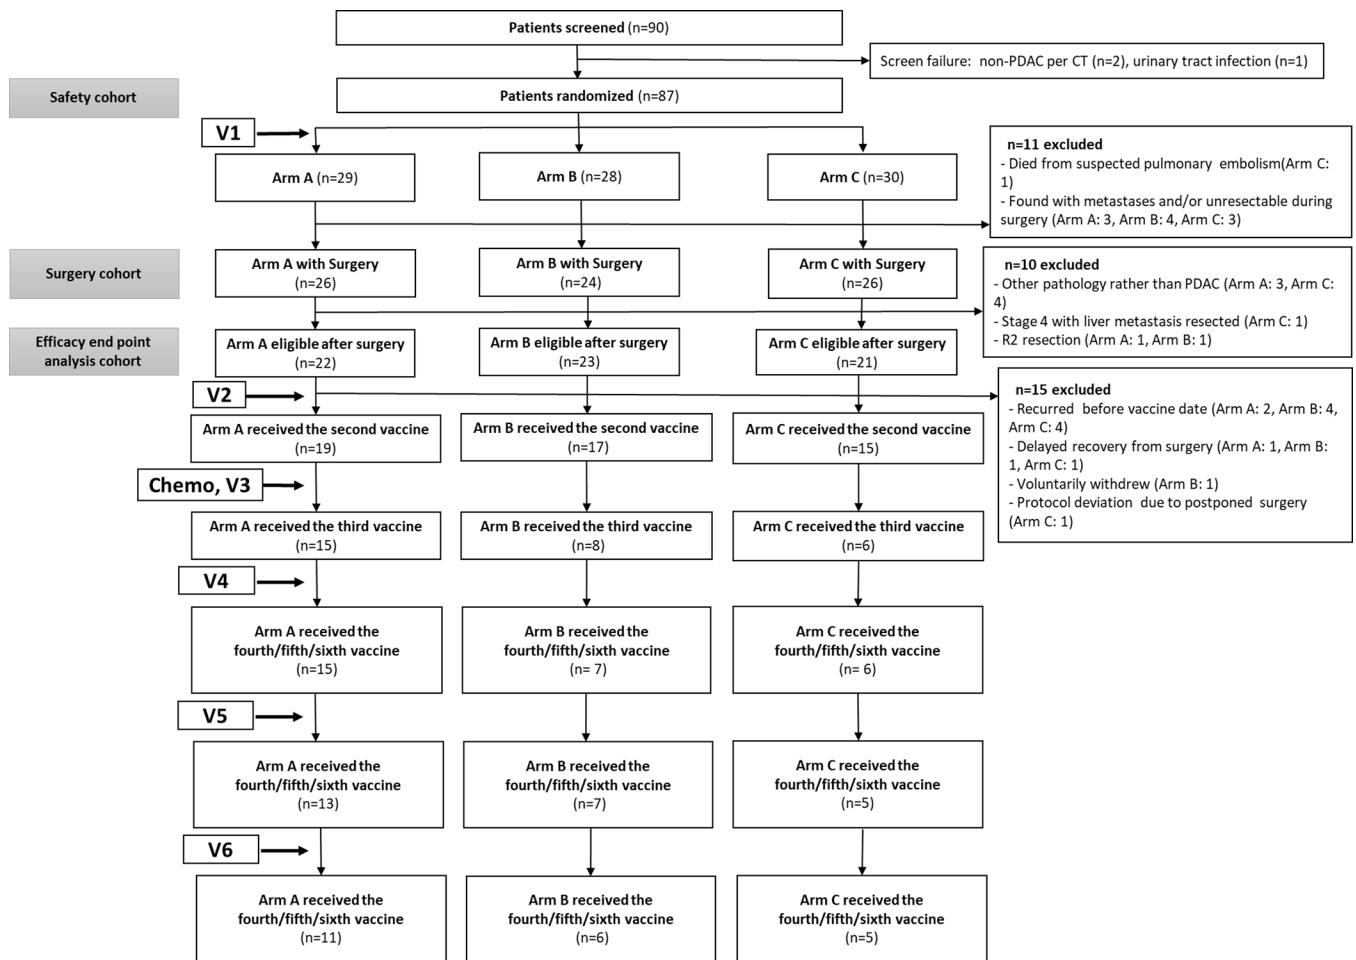 Patients screened (n=90)
Screen failure: non-PDAC per CT (n=2), urinary tract infection (n=1)
Safety cohort
Patients randomized (n=87)
V1
n=11 excluded
- Died from suspected pulmonary embolism(Arm C:
1)
- Found with metastases and/or unresectable during
surgery (Arm A: 3, Arm B: 4, Arm C: 3)
Arm A (n=29)
Arm B (n=28)
Arm C (n=30)
Surgery cohort
Arm A with Surgery
(n=26)
Arm B with Surgery
(n=24)
Arm C with Surgery
(n=26)
n=10 excluded
- Other pathology rather than PDAC (Arm A: 3, Arm C:
4)
- Stage 4 with liver metastasis resected (Arm C: 1)
- R2 resection (Arm A: 1, Arm B: 1)
Efficacy end point
analysis cohort
Arm A eligible after surgery
(n=22)
Arm B eligible after surgery
(n=23)
Arm C eligible after surgery
(n=21)
V2
n=15 excluded
- Recurred before vaccine date (Arm A: 2, Arm B: 4,
Arm C: 4)
- Delayed recovery from surgery (Arm A: 1, Arm B:
1, Arm C: 1)
- Voluntarily withdrew (Arm B: 1)
- Protocol deviation due to postponed surgery
(Arm C: 1)
Arm A received the second vaccine
(n=19)
Arm B received the second vaccine
(n=17)
Arm C received the second vaccine
(n=15)
Chemo, V3
Arm A received the third vaccine
(n=15)
Arm B received the third vaccine
(n=8)
Arm C received the third vaccine
(n=6)
V4
Arm A received the
fourth/fifth/sixth vaccine
(n=15)
Arm B received the
fourth/fifth/sixth vaccine
(n= 7)
Arm C received the
fourth/fifth/sixth vaccine
(n= 6)
V5
Arm A received the
fourth/fifth/sixth vaccine
(n=13)
Arm B received the
fourth/fifth/sixth vaccine
(n=7)
Arm C received the
fourth/fifth/sixth vaccine
(n=5)
V6
Arm A received the
fourth/fifth/sixth vaccine
(n=11)
Arm B received the
fourth/fifth/sixth vaccine
(n=6)
Arm C received the
fourth/fifth/sixth vaccine
(n=5)